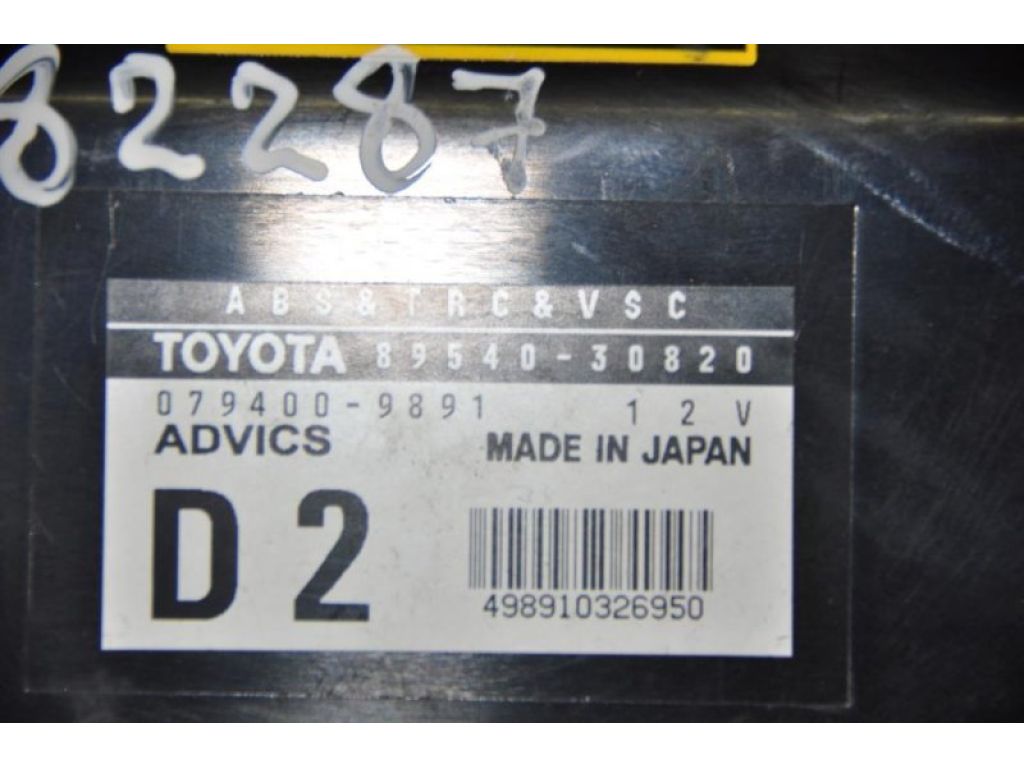 82287
ABS&TRC&VSC
TOYOTA 89540-30820
079400-9891 12V
ADVICS MADE IN JAPAN
D2
498910326950